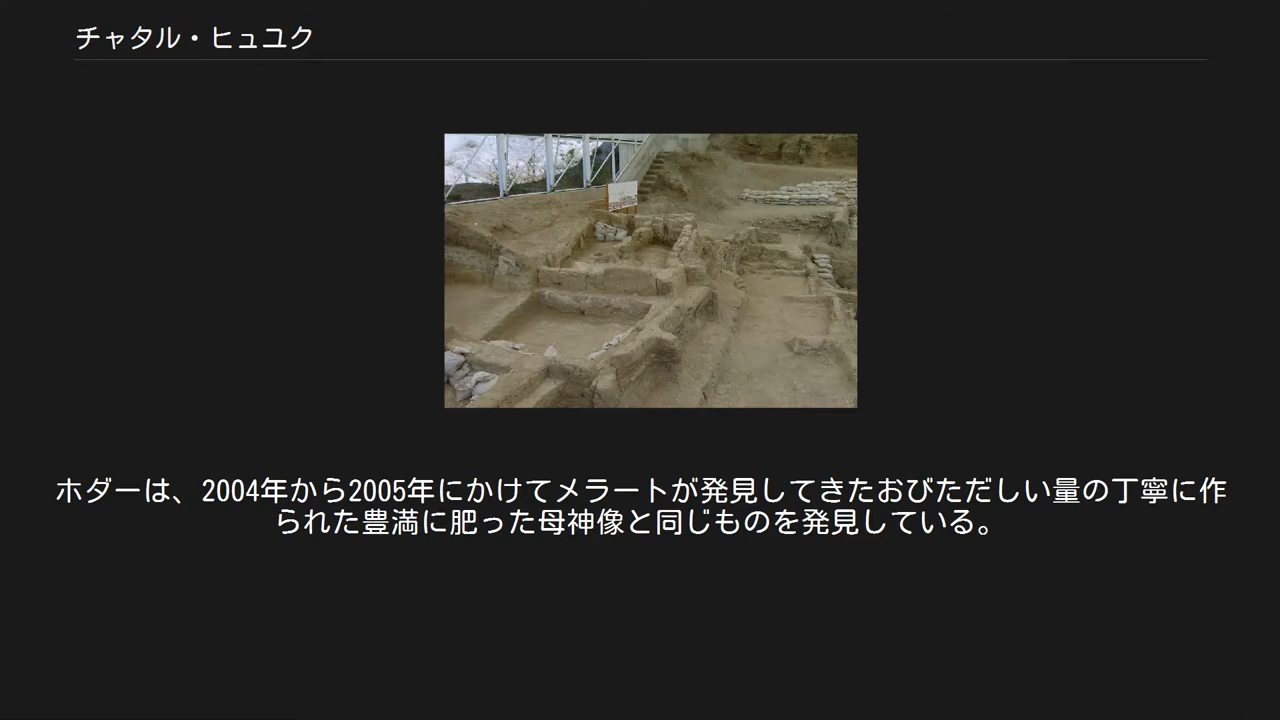 チャタル・ヒュユク
ホダーは、2004年から2005年にかけてメラートが発見してきたおびただしい量の丁寧に作
られた豊満に肥った母神像と同じものを発見している。